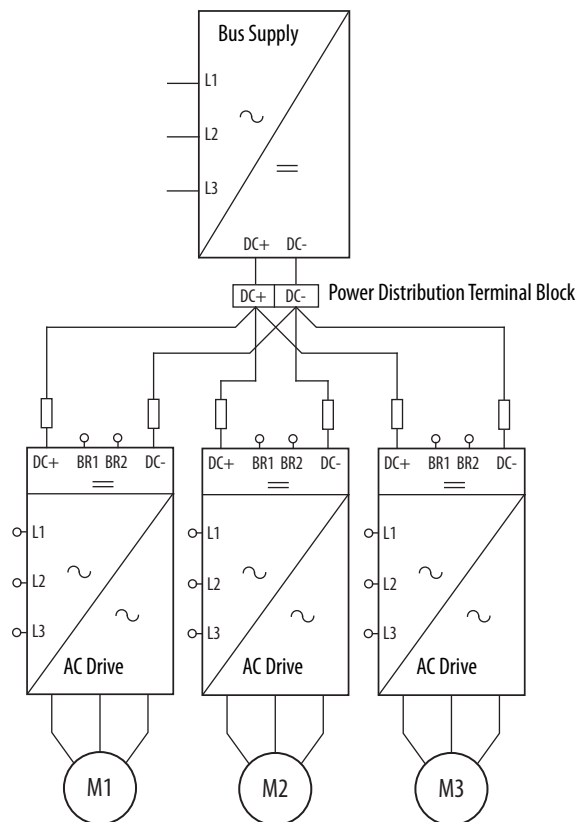 Bus Supply
L1
L2
L3
DC+ DC-
DC+ DC- Power Distribution Terminal Block
DC+ BR1 BR2 DC- DC+ BR1 BR2 DC- DC+ BR1 BR2 DC-
L1 L1 L1
L2 L2 L2
L3 L3 L3
AC Drive AC Drive AC Drive
M1 M2 M3